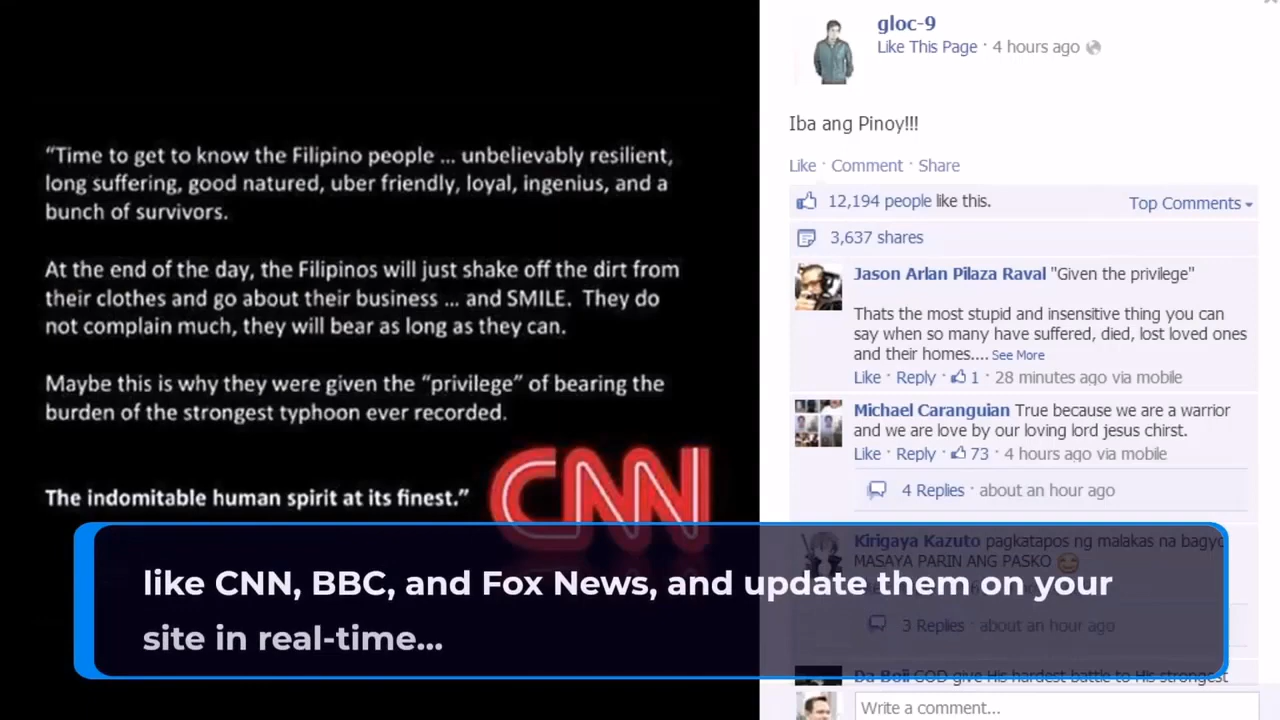 “Time to get to know the Filipino people ... unbelievably resilient,
long suffering, good natured, uber friendly, loyal, ingenius, and a
bunch of survivors.
At the end of the day, the Filipinos will just shake off the dirt from
their clothes and go about their business ... and SMILE. They do
not complain much, they will bear as long as they can.
Maybe this is why they were given the “privilege” of bearing the
burden of the strongest typhoon ever recorded.
The indomitable human spirit at its finest.”
CNN
gloc-9
Like This Page · 4 hours ago
Iba ang Pinoy!!!
Like · Comment · Share
12,194 people like this.
Top Comments
3,637 shares
Jason Arlan Pilaza Raval "Given the privilege"
Thats the most stupid and insensitive thing you can
say when so many have suffered, died, lost loved ones
and their homes.... See More
Like · Reply · 1 · 28 minutes ago via mobile
Michael Caranguian True because we are a warrior
and we are love by our loving lord jesus chirst.
Like · Reply · 73 · 4 hours ago via mobile
4 Replies · about an hour ago
Kirigaya Kazuto pagkatapos ng malakas na bagyo
MASAYA PARIN ANG PASKO
3 Replies · about an hour ago
Da Boii GOD give His hardest battle to His strongest
Write a comment...
like CNN, BBC, and Fox News, and update them on your
site in real-time...